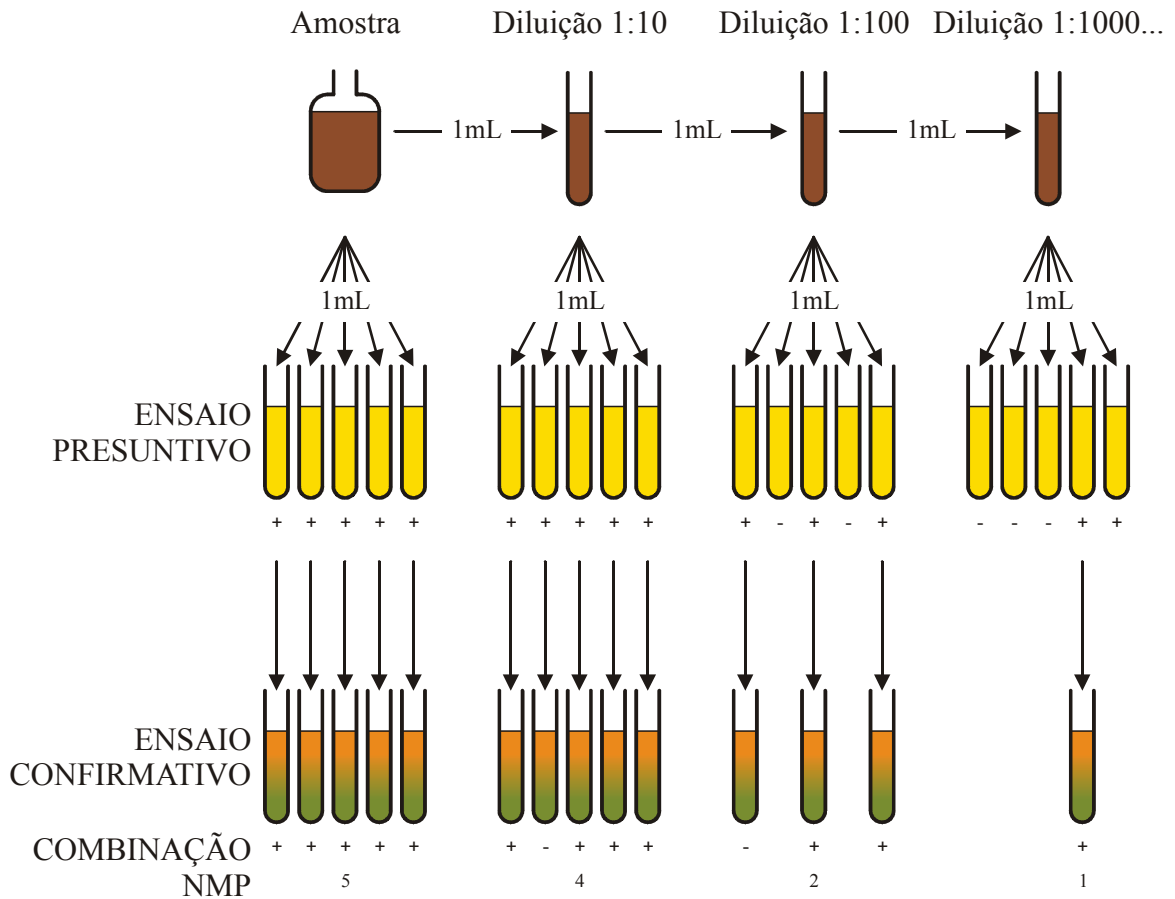 Amostra Diluição 1:10 Diluição 1:100 Diluição 1:1000...
1mL 1mL 1mL
1mL 1mL 1mL 1mL
ENSAIO
PRESUNTIVO
+ + + + + + + + + + + - + - + - - - + +
ENSAIO
CONFIRMATIVO
COMBINAÇÃO + + + + + + - + + + - + + +
NMP 5 4 2 1